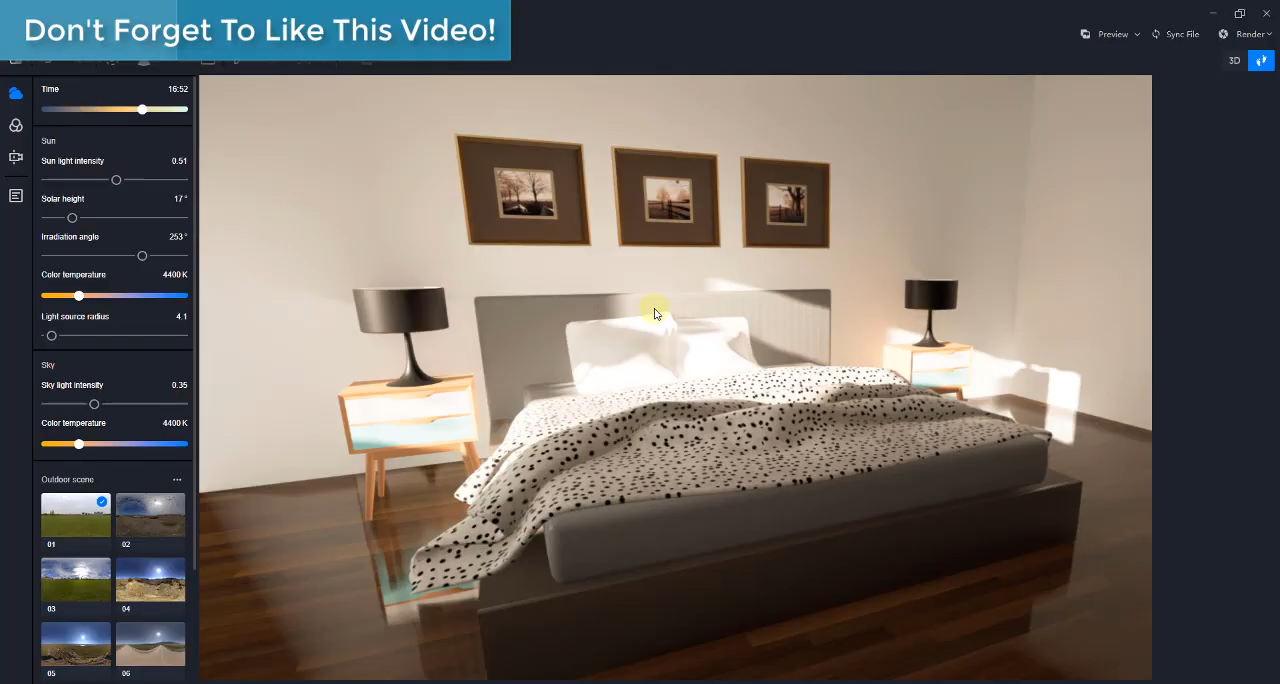 Don't Forget To Like This Video!
Preview
Sync File
Render
3D
Time 16:52
Sun
Sun light intensity 0.51
Solar height 17°
Irradiation angle 253°
Color temperature 4400 K
Light source radius 4.1
Sky
Sky light intensity 0.35
Color temperature 4400 K
Outdoor scene ...
01 02
03 04
05 06